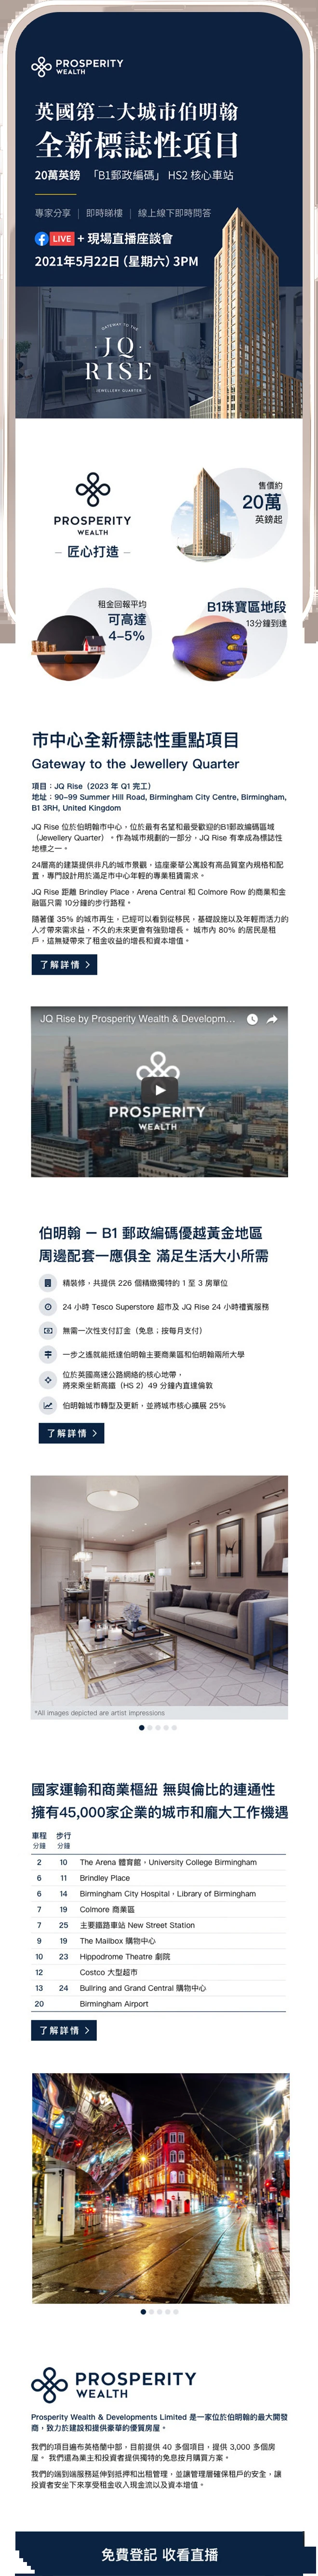 PROSPERITY
WEALTH
英國第二大城市伯明翰
全新標誌性項目
20萬英鎊 「B1郵政編碼」 HS2 核心車站
專家分享 | 即時睇樓 | 線上線下即時問答
LIVE + 現場直播座談會
2021年5月22日 (星期六) 3PM
GATEWAY TO THE
JQ
RISE
JEWELLERY QUARTER
PROSPERITY
WEALTH
— 匠心打造 —
售價約
20萬
英鎊起
租金回報平均
可高達
4–5%
B1珠寶區地段
13分鐘到達
市中心全新標誌性重點項目
Gateway to the Jewellery Quarter
項目：JQ Rise（2023 年 Q1 完工）
地址：90–99 Summer Hill Road, Birmingham City Centre, Birmingham,
B1 3RH, United Kingdom
JQ Rise 位於伯明翰市中心，位於最有名望和最受歡迎的B1郵政編碼區域
（Jewellery Quarter）。作為城市規劃的一部分，JQ Rise 有幸成為標誌性
地標之一。
24層高的建築提供非凡的城市景觀，這座豪華公寓設有高品質室內規格和配
置，專門設計用於滿足市中心年輕的專業租賃需求。
JQ Rise 距離 Brindley Place，Arena Central 和 Colmore Row 的商業和金
融區只需 10分鐘的步行路程。
隨著僅 35% 的城市再生，已經可以看到從移民，基礎設施以及年輕而活力的
人才帶來需求益，不久的未來更會有強勁增長。 城市內 80% 的居民是租
戶，這無疑帶來了租金收益的增長和資本增值。
了解詳情 >
JQ Rise by Prosperity Wealth & Developm...
PROSPERITY
WEALTH
伯明翰 — B1 郵政編碼優越黃金地區
周邊配套一應俱全 滿足生活大小所需
精裝修，共提供 226 個精緻獨特的 1 至 3 房單位
24 小時 Tesco Superstore 超市及 JQ Rise 24 小時禮賓服務
無需一次性支付訂金（免息；按每月支付）
一步之遙就能抵達伯明翰主要商業區和伯明翰兩所大學
位於英國高速公路網絡的核心地帶，
將來乘坐新高鐵（HS 2）49 分鐘內直達倫敦
伯明翰城市轉型及更新，並將城市核心擴展 25%
了解詳情 >
*All images depicted are artist impressions
國家運輸和商業樞紐 無與倫比的連通性
擁有45,000家企業的城市和龐大工作機遇
車程 步行
分鐘 分鐘
2 10 The Arena 體育館，University College Birmingham
6 11 Brindley Place
6 14 Birmingham City Hospital，Library of Birmingham
7 19 Colmore 商業區
7 25 主要鐵路車站 New Street Station
9 19 The Mailbox 購物中心
10 23 Hippodrome Theatre 劇院
12 Costco 大型超市
13 24 Bullring and Grand Central 購物中心
20 Birmingham Airport
了解詳情 >
PROSPERITY
WEALTH
Prosperity Wealth & Developments Limited 是一家位於伯明翰的最大開發
商，致力於建設和提供豪華的優質房屋。
我們的項目遍布英格蘭中部，目前提供 40 多個項目，提供 3,000 多個房
屋。 我們還為業主和投資者提供獨特的免息按月購買方案。
我們的端到端服務延伸到抵押和出租管理，並讓管理層確保租戶的安全，讓
投資者安坐下來享受租金收入現金流以及資本增值。
免費登記 收看直播